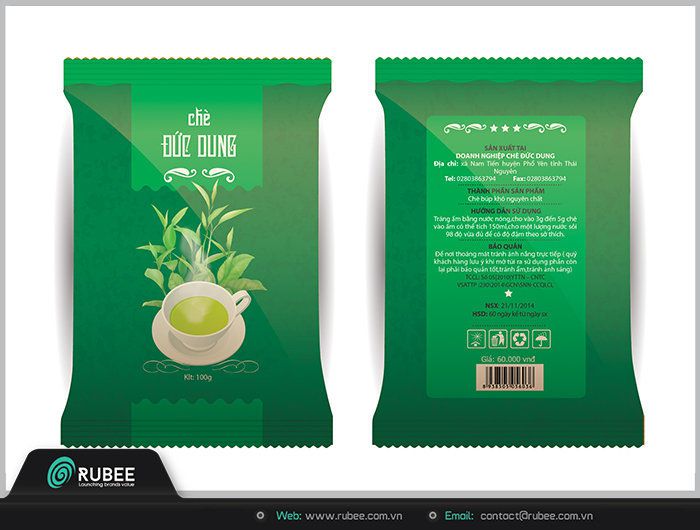 chè
ĐỨC DUNG
Klt: 100g
SẢN XUẤT TẠI
DOANH NGHIỆP CHÈ ĐỨC DUNG
Địa chỉ: xã Nam Tiến huyện Phổ Yên tỉnh Thái
Nguyên
Tel: 02803863794 Fax: 02803863794
THÀNH PHẦN SẢN PHẨM
Chè búp khô nguyên chất
HƯỚNG DẪN SỬ DỤNG
Tráng ấm bằng nước nóng,cho vào 3g đến 5g chè
vào ấm có thể tích 150ml,cho một lượng nước sôi
98 độ vừa đủ để có độ đậm theo sở thích.
BẢO QUẢN
Để nơi thoáng mát tránh ánh nắng trực tiếp ( quý
khách hàng lưu ý khi mở túi ra sử dụng phần còn
lại phải bảo quản tốt,tránh ẩm,tránh ánh sáng)
NSX: 21/11/2014
HSD: 60 ngày kể từ ngày sx
Giá: 60.000 vnđ
8 938505 056036
RUBEE
Launching brands value
Web: www.rubee.com.vn Email: contact@rubee.com.vn